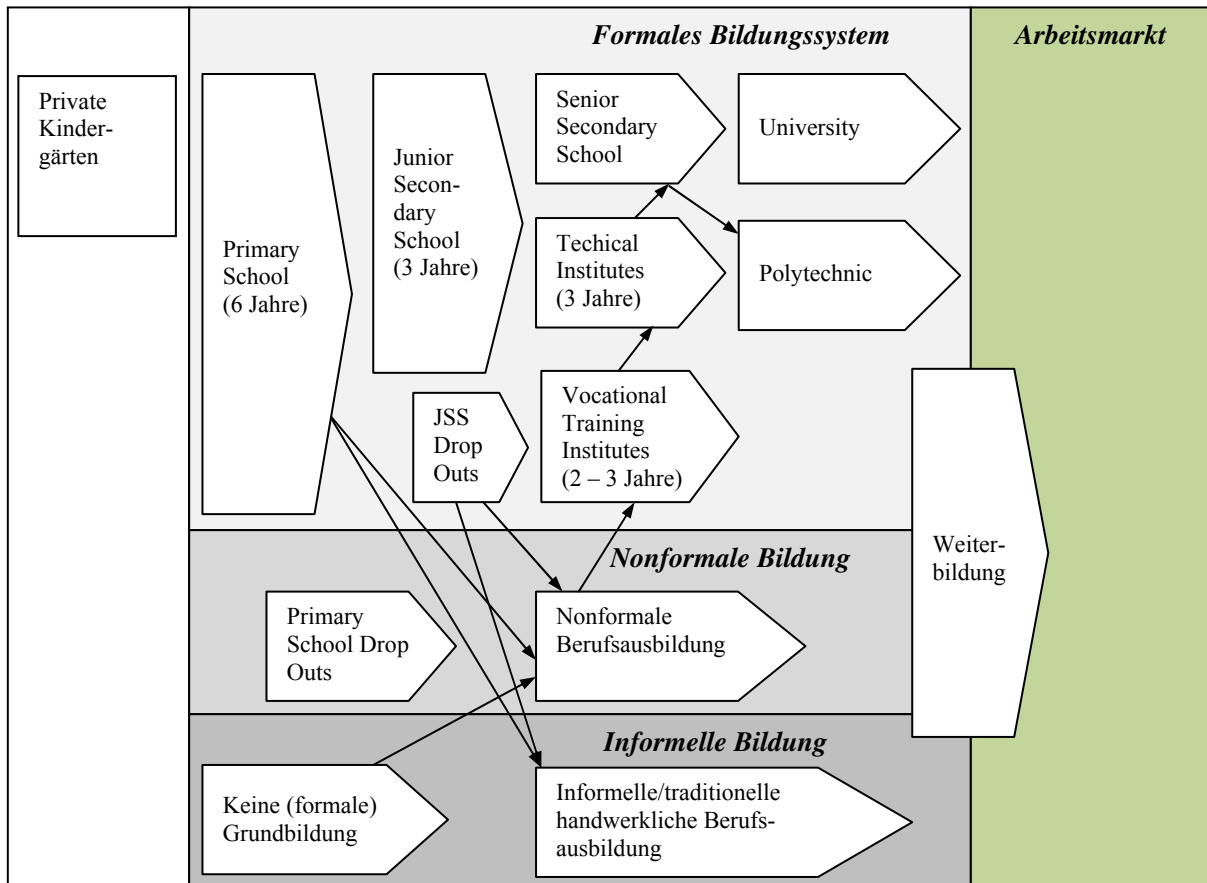 Formales Bildungssystem
Arbeitsmarkt
Private
Kinder-
gärten
Primary
School
(6 Jahre)
Junior
Secon-
dary
School
(3 Jahre)
Senior
Secondary
School
University
Techical
Institutes
(3 Jahre)
Polytechnic
JSS
Drop
Outs
Vocational
Training
Institutes
(2 – 3 Jahre)
Weiter-
bildung
Nonformale Bildung
Primary
School Drop
Outs
Nonformale
Berufsausbildung
Informelle Bildung
Keine (formale)
Grundbildung
Informelle/traditionelle
handwerkliche Berufs-
ausbildung